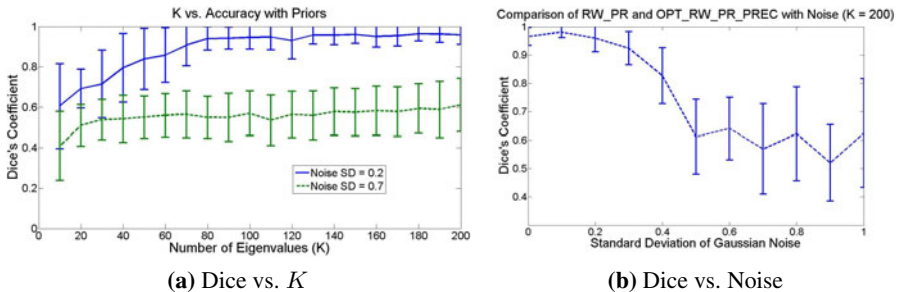 K vs. Accuracy with Priors
Dice's Coefficient
1
0.8
0.6
0.4
0.2
0
Noise SD = 0.2
Noise SD = 0.7
0 20 40 60 80 100 120 140 160 180 200
Number of Eigenvalues (K)
(a) Dice vs. K
Comparison of RW_PR and OPT_RW_PR_PREC with Noise (K = 200)
Dice's Coefficient
1
0.9
0.8
0.7
0.6
0.5
0.4
0 0.2 0.4 0.6 0.8 1
Standard Deviation of Gaussian Noise
(b) Dice vs. Noise